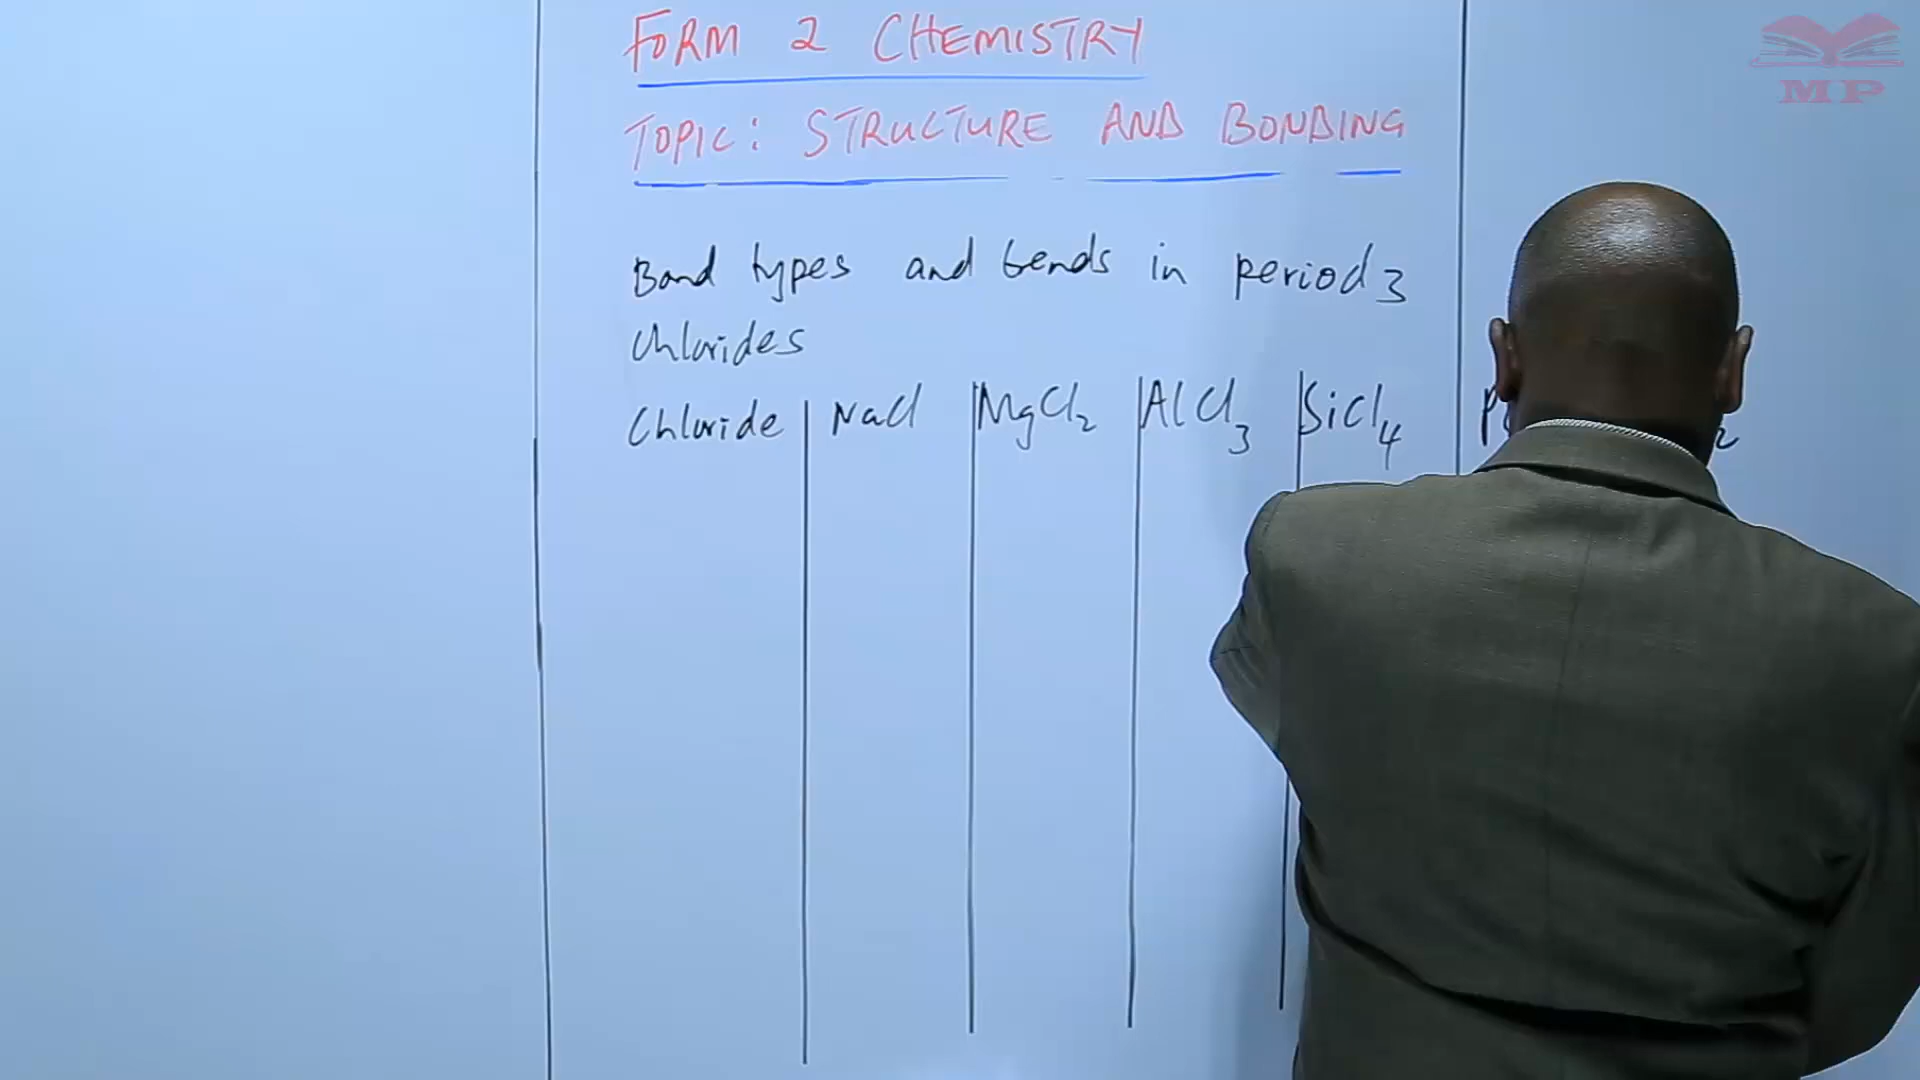 FORM 2 CHEMISTRY
TOPIC: STRUCTURE AND BONDING
Bond types and trends in period 3
Chlorides
Chloride NaCl MgCl₂ AlCl₃ SiCl₄
MP